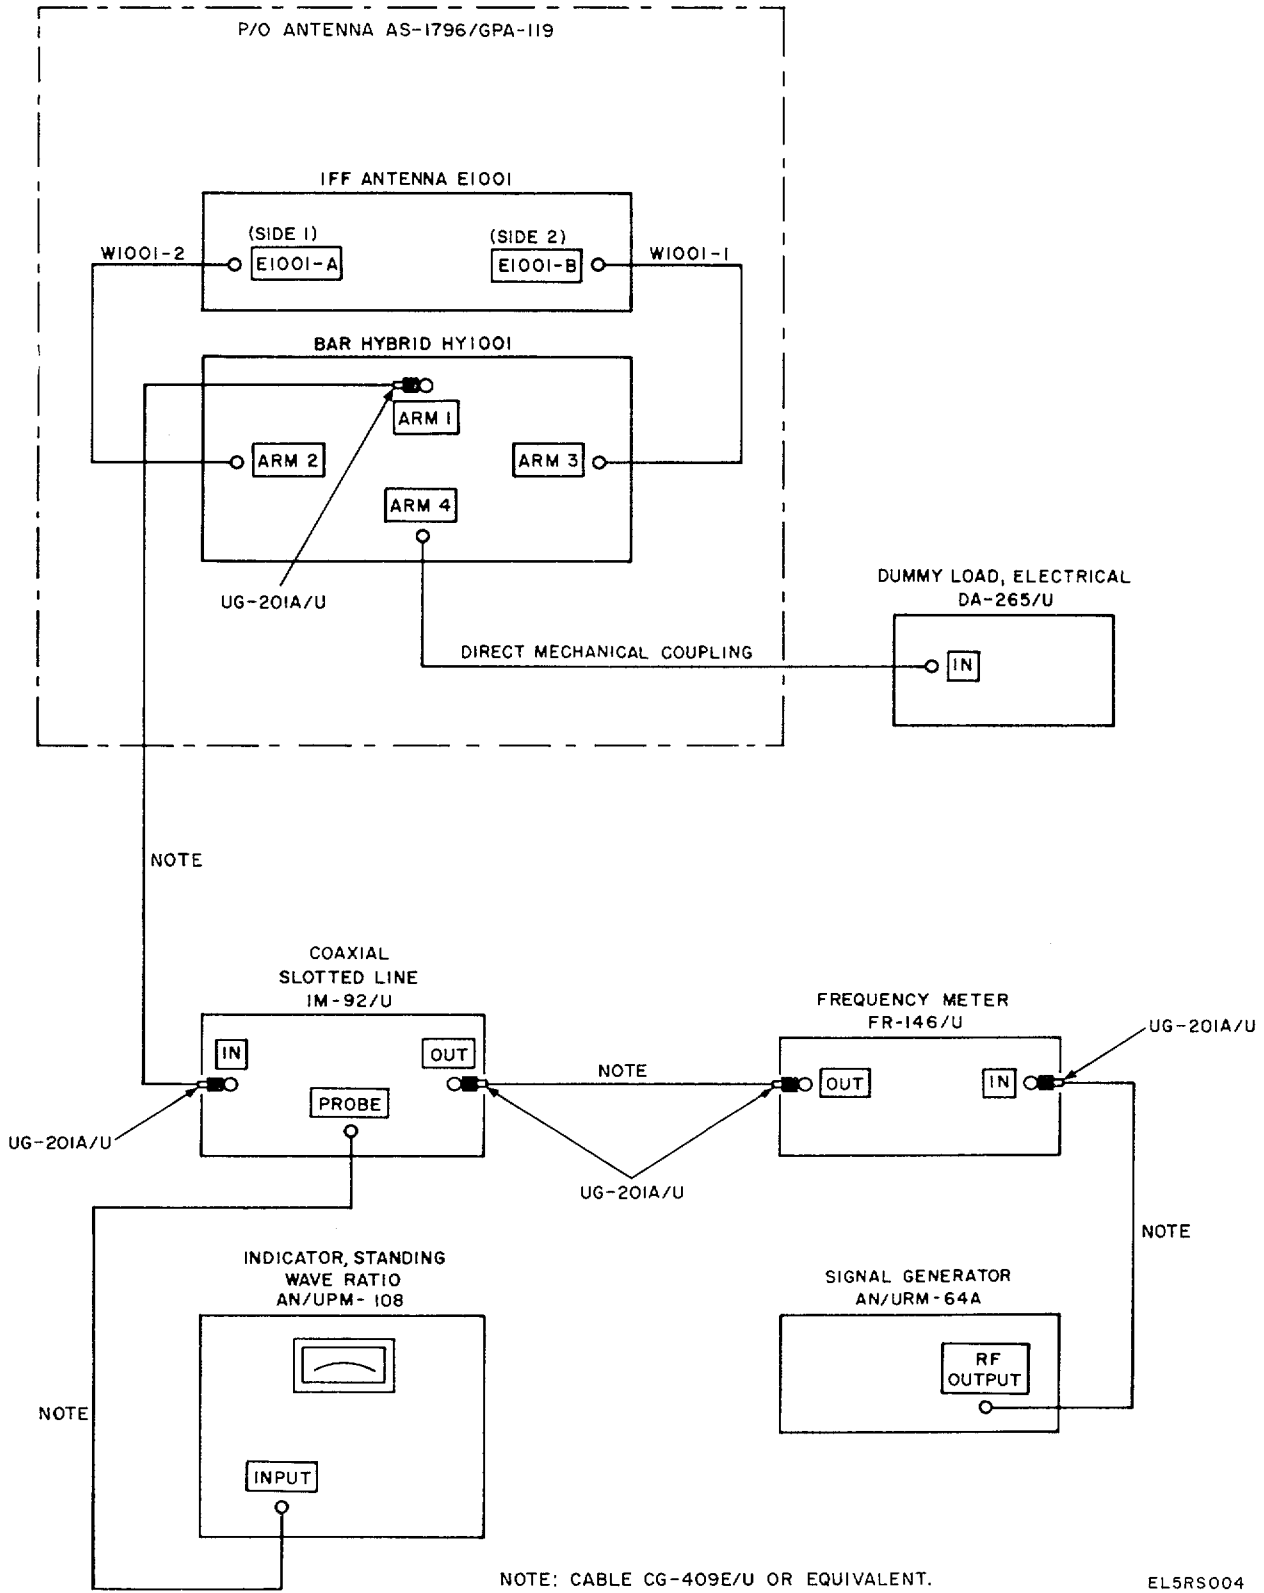 P/O ANTENNA AS-1796/GPA-119
IFF ANTENNA E1001
(SIDE 1)
(SIDE 2)
W1001-2
E1001-A
E1001-B
W1001-1
BAR HYBRID HY1001
ARM 1
ARM 2
ARM 3
ARM 4
UG-201A/U
DUMMY LOAD, ELECTRICAL
DA-265/U
DIRECT MECHANICAL COUPLING
IN
NOTE
COAXIAL
SLOTTED LINE
IM-92/U
FREQUENCY METER
FR-146/U
UG-201A/U
IN
OUT
NOTE
OUT
IN
PROBE
UG-201A/U
UG-201A/U
NOTE
INDICATOR, STANDING
WAVE RATIO
AN/UPM- 108
SIGNAL GENERATOR
AN/URM-64A
RF
OUTPUT
NOTE
INPUT
NOTE: CABLE CG-409E/U OR EQUIVALENT.
EL5RS004